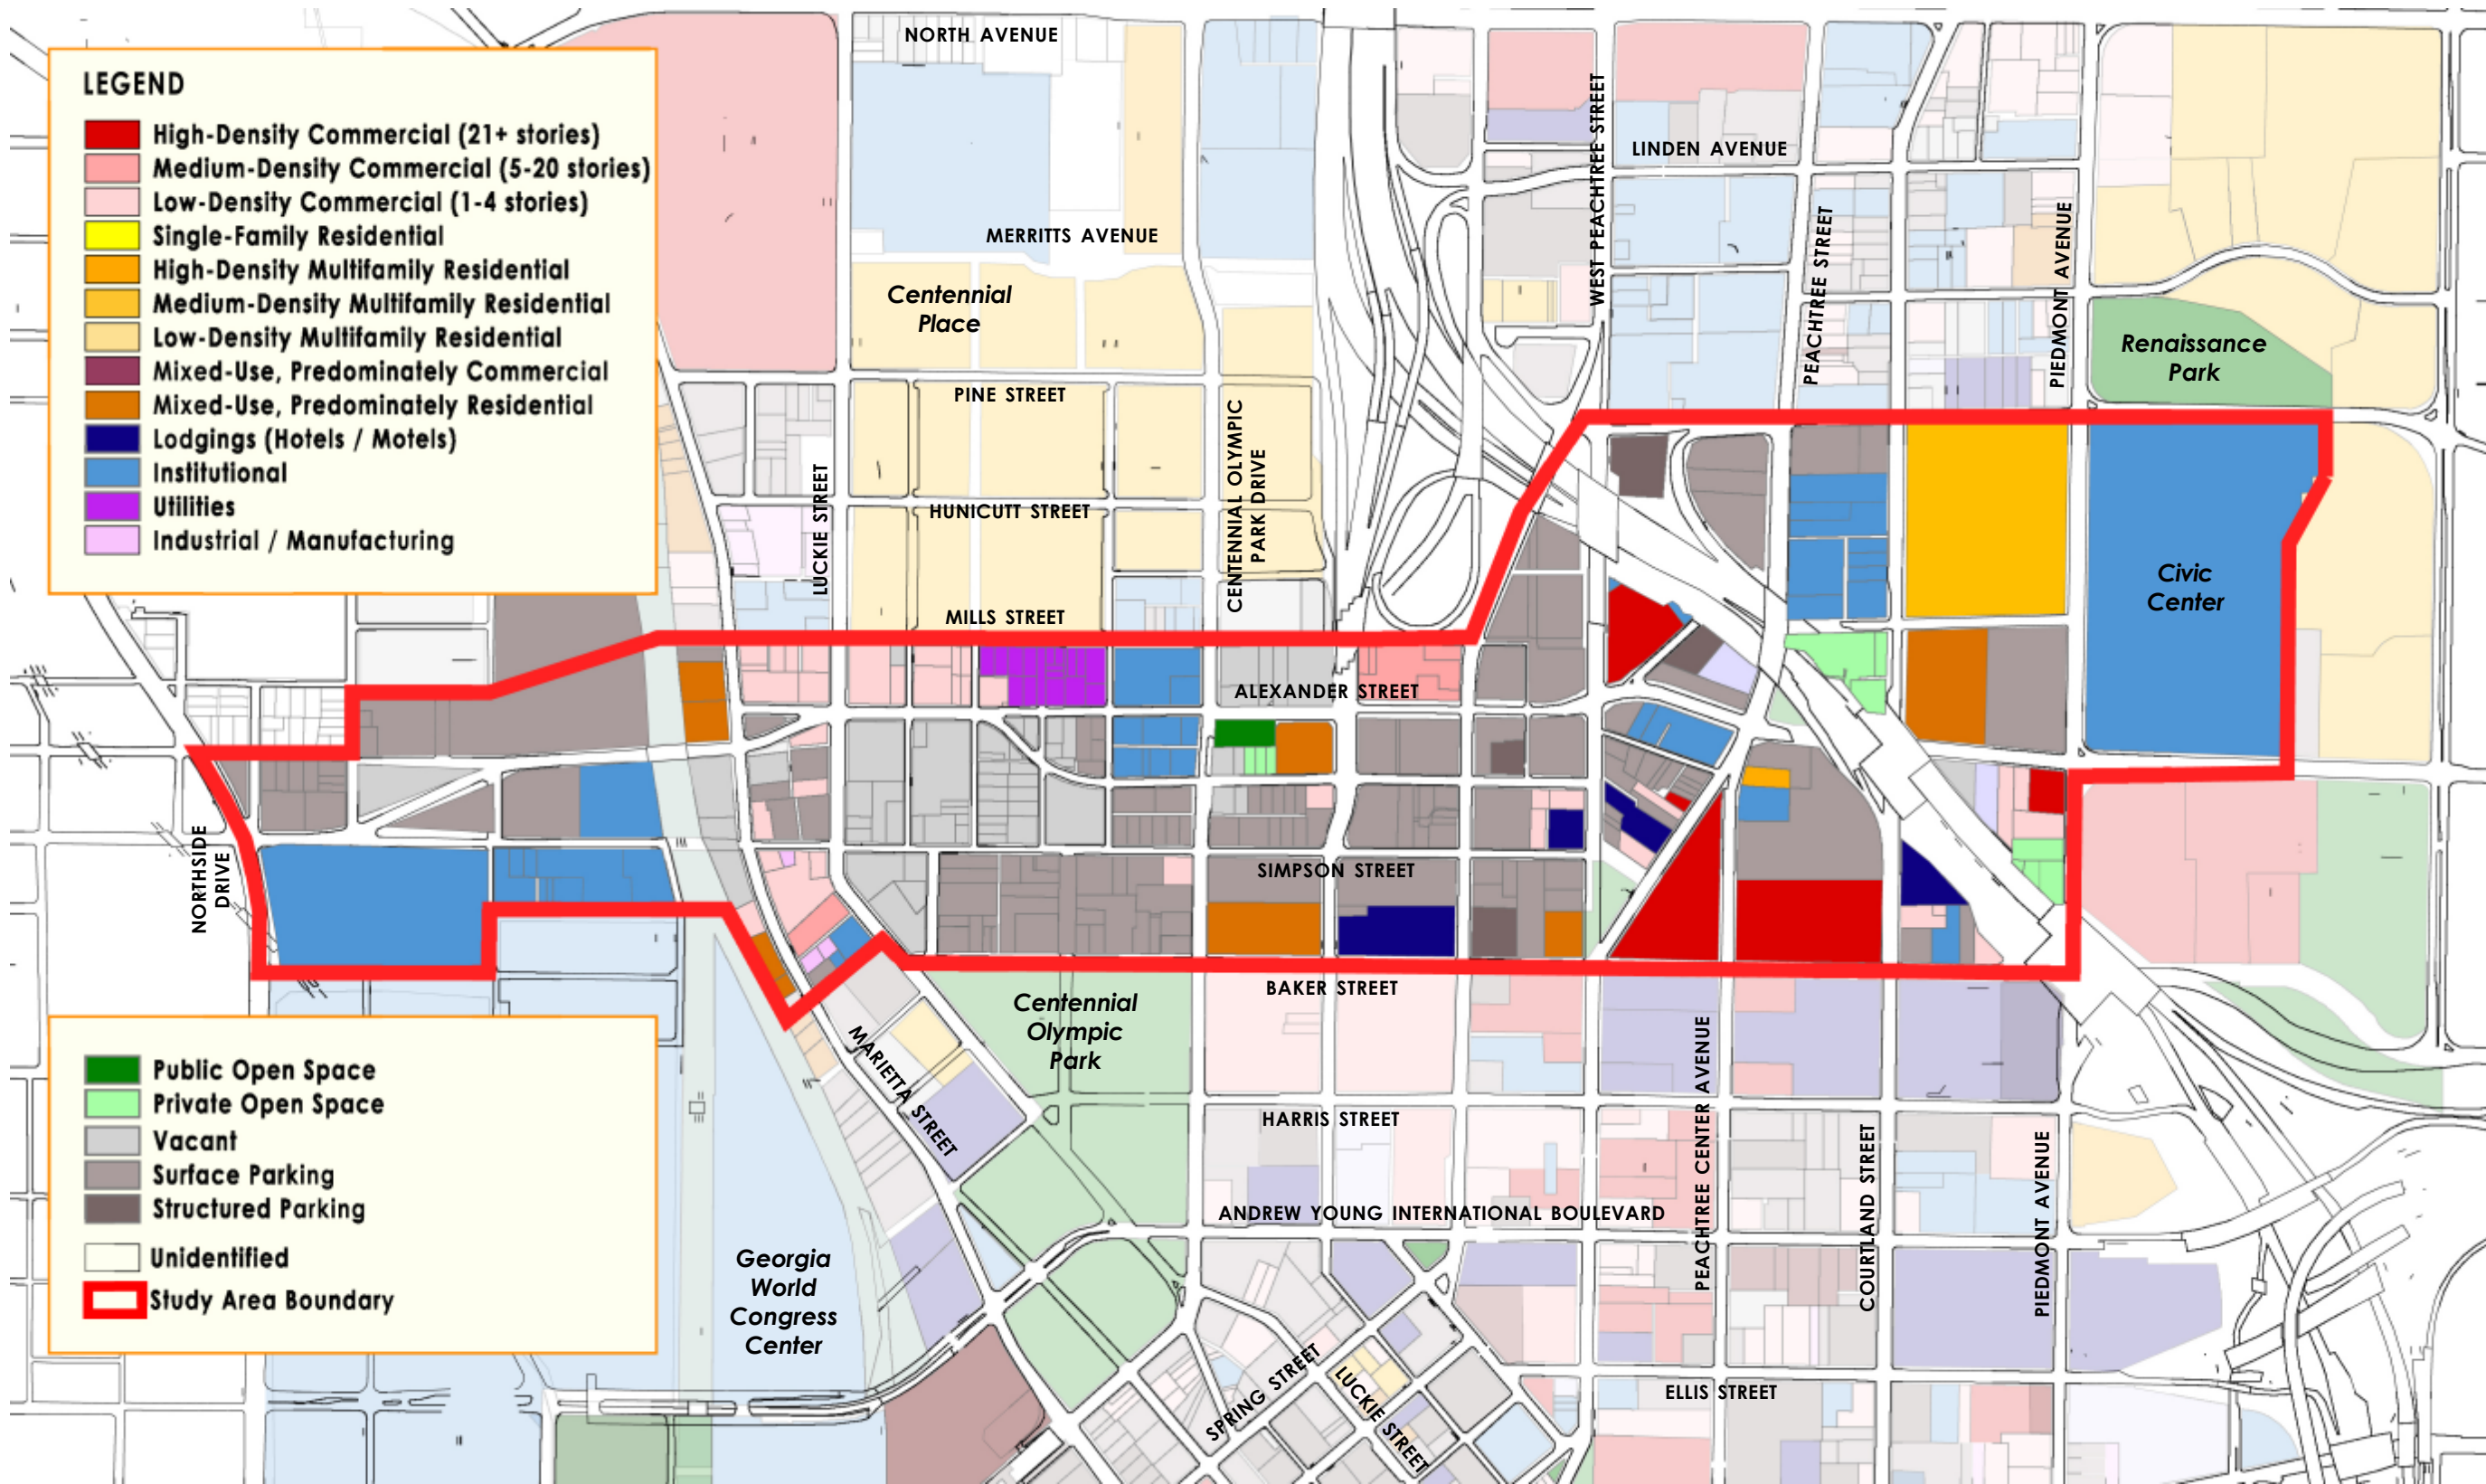 LEGEND
High-Density Commercial (21+ stories)
Medium-Density Commercial (5-20 stories)
Low-Density Commercial (1-4 stories)
Single-Family Residential
High-Density Multifamily Residential
Medium-Density Multifamily Residential
Low-Density Multifamily Residential
Mixed-Use, Predominately Commercial
Mixed-Use, Predominately Residential
Lodgings (Hotels / Motels)
Institutional
Utilities
Industrial / Manufacturing
Public Open Space
Private Open Space
Vacant
Surface Parking
Structured Parking
Unidentified
Study Area Boundary
NORTH AVENUE
LINDEN AVENUE
MERRITTS AVENUE
WEST PEACHTREE STREET
PEACHTREE STREET
PIEDMONT AVENUE
Centennial
Place
Renaissance
Park
PINE STREET
HUNICUTT STREET
LUCKIE STREET
CENTENNIAL OLYMPIC
PARK DRIVE
MILLS STREET
Civic
Center
ALEXANDER STREET
NORTHSIDE
DRIVE
SIMPSON STREET
BAKER STREET
Centennial
Olympic
Park
MARIETTA STREET
HARRIS STREET
PEACHTREE CENTER AVENUE
COURTLAND STREET
PIEDMONT AVENUE
ANDREW YOUNG INTERNATIONAL BOULEVARD
Georgia
World
Congress
Center
SPRING STREET
LUCKIE STREET
ELLIS STREET